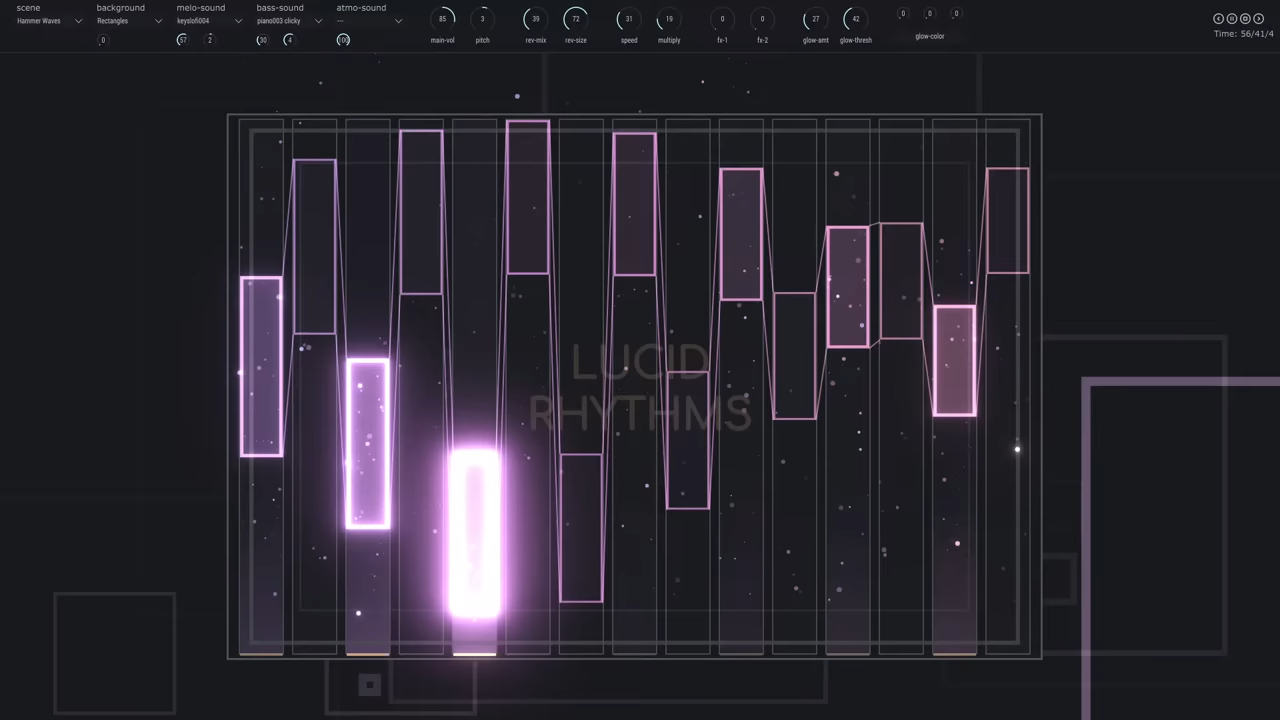 scene background melo-sound bass-sound atmo-sound
Hammer Waves Rectangles keyslofi004 piano003 clicky ---
0 57 2 30 4 100
85 3 39 72 31 19 0 0 27 42 0 0 0
main-vol pitch rev-mix rev-size speed multiply fx-1 fx-2 glow-amt glow-thresh glow-color
Time: 56/41/4
LUCID
RHYTHMS